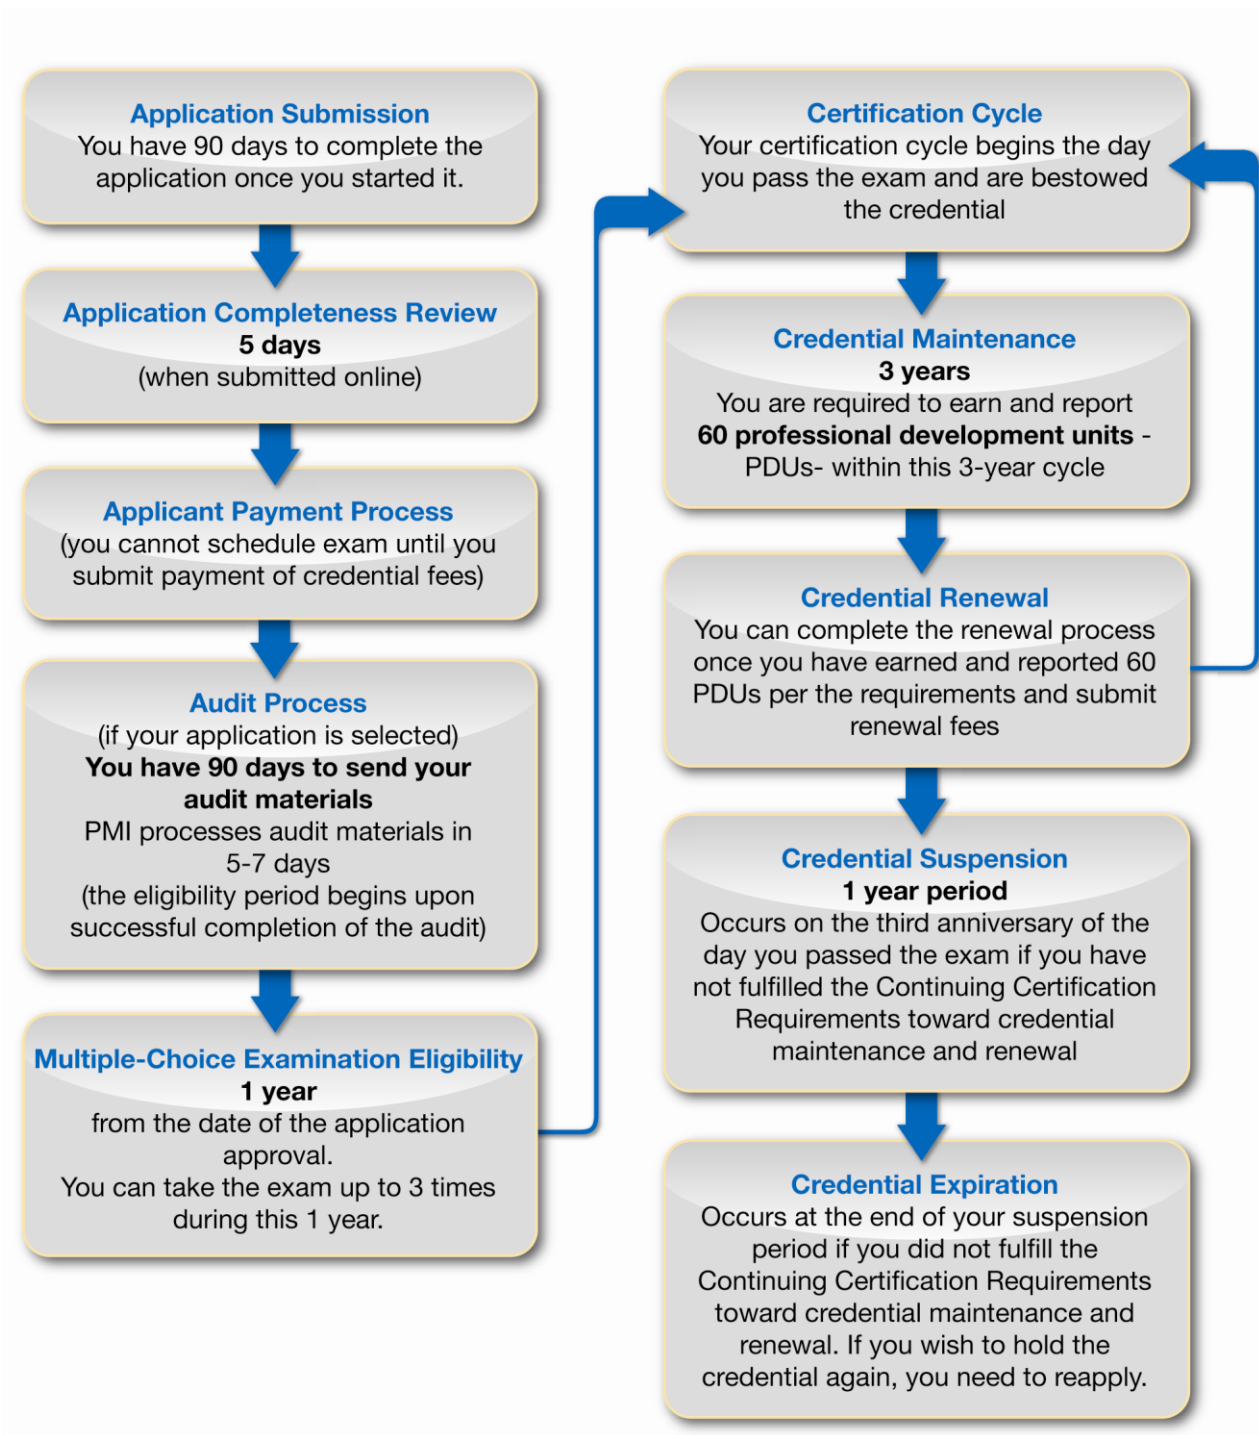 Application Submission
You have 90 days to complete the
application once you started it.
Application Completeness Review
5 days
(when submitted online)
Applicant Payment Process
(you cannot schedule exam until you
submit payment of credential fees)
Audit Process
(if your application is selected)
You have 90 days to send your
audit materials
PMI processes audit materials in
5-7 days
(the eligibility period begins upon
successful completion of the audit)
Multiple-Choice Examination Eligibility
1 year
from the date of the application
approval.
You can take the exam up to 3 times
during this 1 year.
Certification Cycle
Your certification cycle begins the day
you pass the exam and are bestowed
the credential
Credential Maintenance
3 years
You are required to earn and report
60 professional development units -
PDUs- within this 3-year cycle
Credential Renewal
You can complete the renewal process
once you have earned and reported 60
PDUs per the requirements and submit
renewal fees
Credential Suspension
1 year period
Occurs on the third anniversary of the
day you passed the exam if you have
not fulfilled the Continuing Certification
Requirements toward credential
maintenance and renewal
Credential Expiration
Occurs at the end of your suspension
period if you did not fulfill the
Continuing Certification Requirements
toward credential maintenance and
renewal. If you wish to hold the
credential again, you need to reapply.